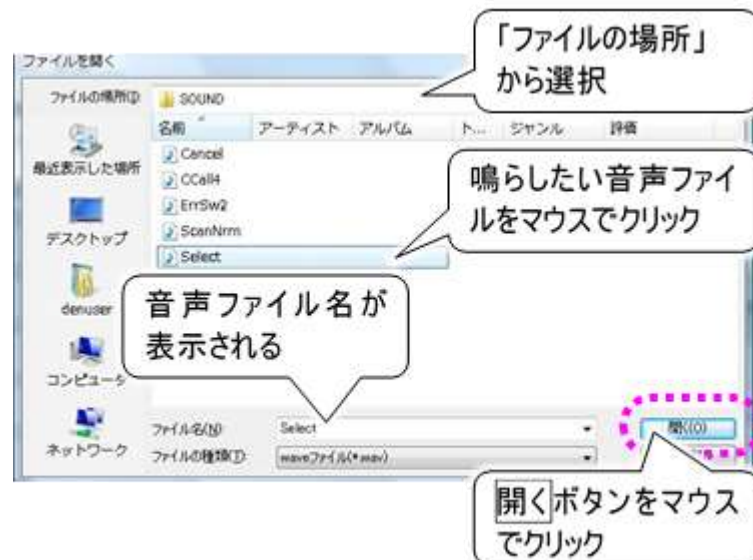 「ファイルの場所」
から選択
ファイルを開く
ファイルの場所(I):
SOUND
名前 アーティスト アルバム ト... ジャンル 評価
最近表示した場所
デスクトップ
denuser
コンピュータ
ネットワーク
Cancel
CCall4
ErrSw2
ScanNrm
Select
鳴らしたい音声ファイ
ルをマウスでクリック
音声ファイル名が
表示される
ファイル名(N): Select 開く(O)
ファイルの種類(T): waveファイル(*.wav)
開くボタンをマウス
でクリック